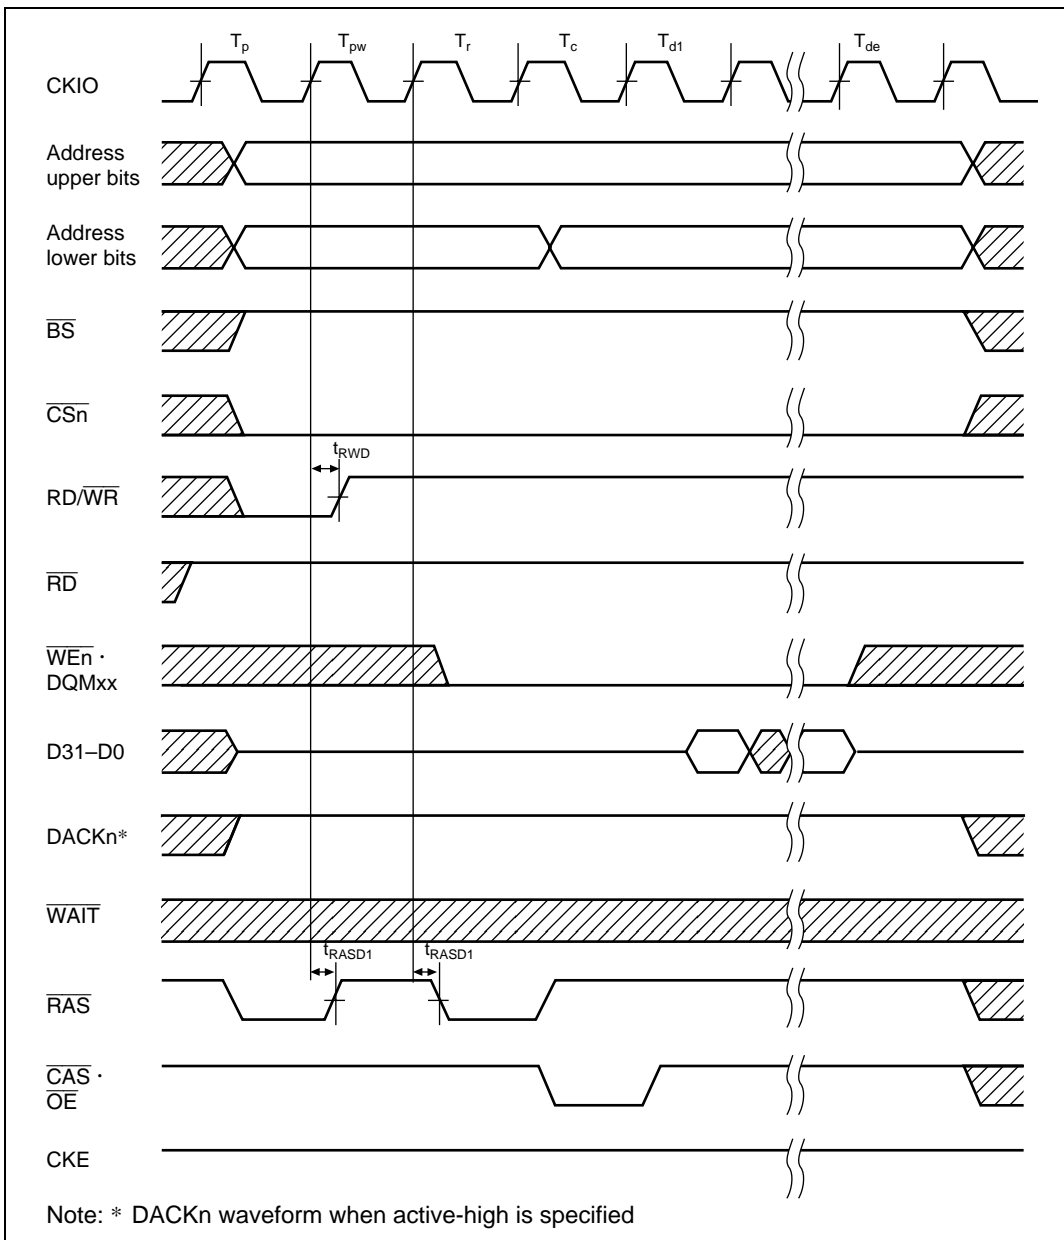 Tp Tpw Tr Tc Td1 Tde
CKIO
Address
upper bits
Address
lower bits
BS
CSn
tRWD
RD/WR
RD
WEn ·
DQMxx
D31–D0
DACKn*
WAIT
tRASD1 tRASD1
RAS
CAS ·
OE
CKE
Note: * DACKn waveform when active-high is specified